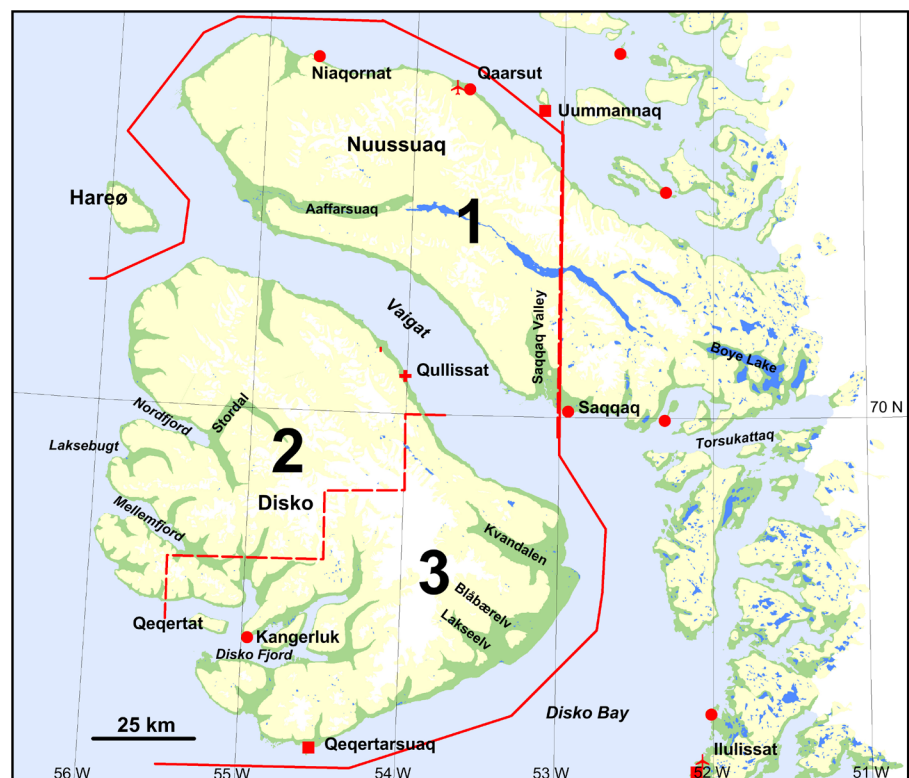 Niaqornat
Qaarsut
Uummannaq
Nuussuaq
Hareø
Aaffarsuaq
1
Vaigat
Saqqaq Valley
Boye Lake
Qullissat
Saqqaq
70 N
Nordfjord
Stordal
Torsukattaq
Laksebugt
2
Disko
Mellemfjord
Kvandalen
3
Blåbærelv
Lakseelv
Qeqertat
Kangerluk
Disko Fjord
25 km
Disko Bay
Qeqertarsuaq
Ilulissat
56 W
55 W
54 W
53 W
52 W
51 W